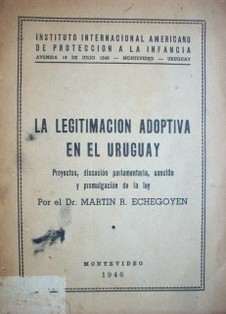 INSTITUTO INTERNACIONAL AMERICANO
DE PROTECCION A LA INFANCIA
AVENIDA 18 DE JULIO 1648 — MONTEVIDEO — URUGUAY
LA LEGITIMACION ADOPTIVA
EN EL URUGUAY
Proyectos, discusión parlamentaria, sanción
y promulgación de la ley
Por el Dr. MARTIN R. ECHEGOYEN
MONTEVIDEO
1946